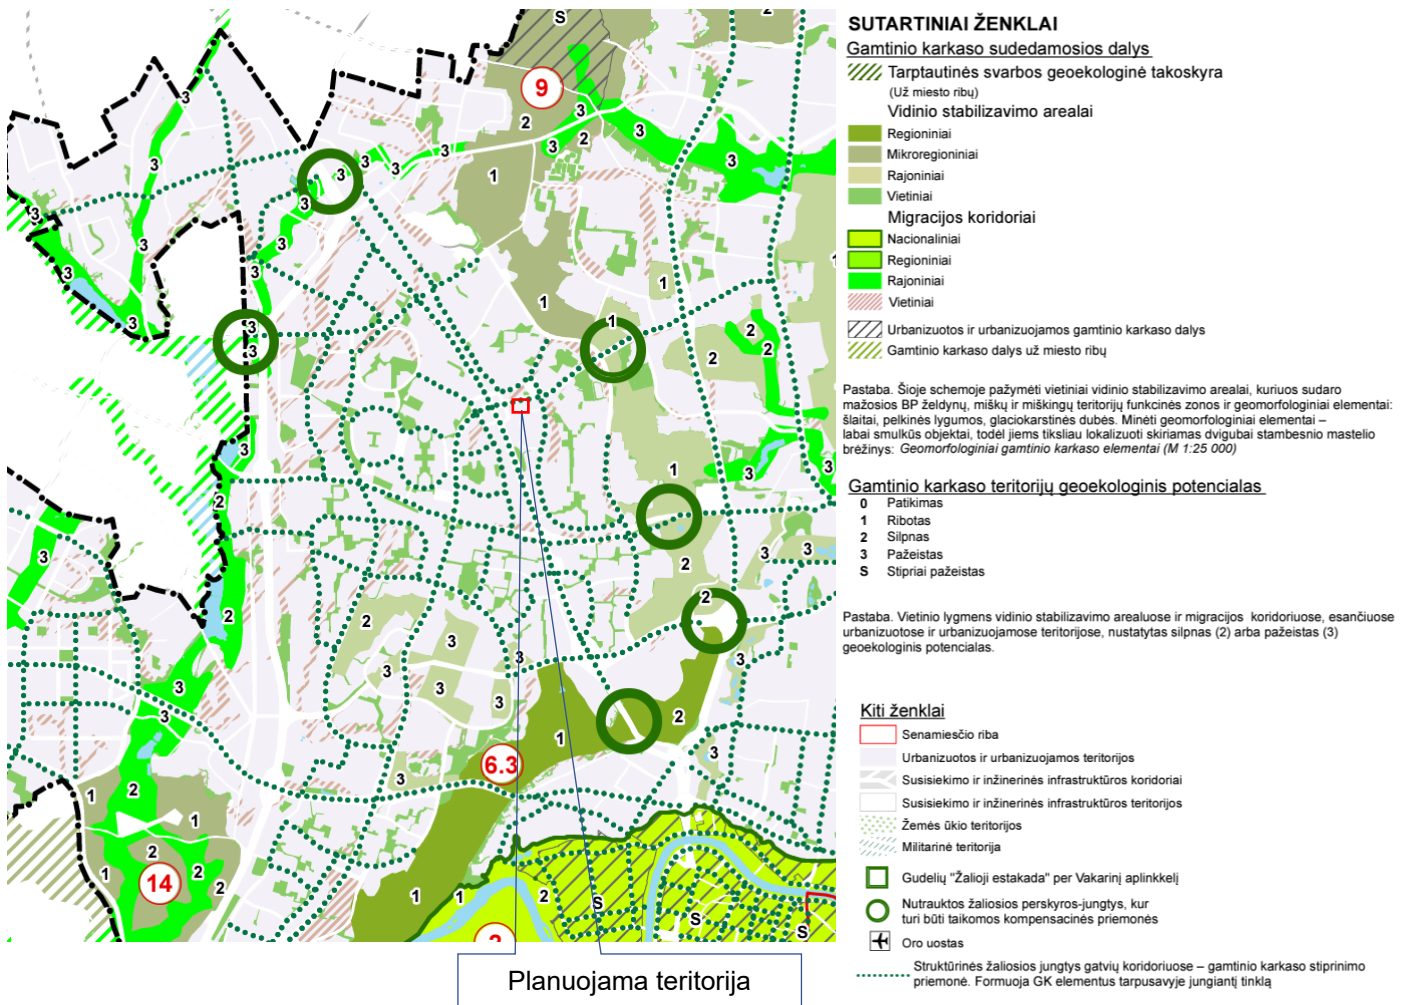 SUTARTINIAI ŽENKLAI
Gamtinio karkaso sudedamosios dalys
Tarptautinės svarbos geoekologinė takoskyra
(Už miesto ribų)
Vidinio stabilizavimo arealai
Regioniniai
Mikroregioniniai
Rajoniniai
Vietiniai
Migracijos koridoriai
Nacionaliniai
Regioniniai
Rajoniniai
Vietiniai
Urbanizuotos ir urbanizuojamos gamtinio karkaso dalys
Gamtinio karkaso dalys už miesto ribų
Pastaba. Šioje schemoje pažymėti vietiniai vidinio stabilizavimo arealai, kuriuos sudaro
mažosios BP želdynų, miškų ir miškingų teritorijų funkcinės zonos ir geomorfologiniai elementai:
šlaitai, pelkinės lygumos, glaciokarstinės dubės. Minėti geomorfologiniai elementai –
labai smulkūs objektai, todėl jiems tiksliau lokalizuoti skiriamas dvigubai stambesnio mastelio
brėžinys: Geomorfologiniai gamtinio karkaso elementai (M 1:25 000)
Gamtinio karkaso teritorijų geoekologinis potencialas
0 Patikimas
1 Ribotas
2 Silpnas
3 Pažeistas
S Stipriai pažeistas
Pastaba. Vietinio lygmens vidinio stabilizavimo arealuose ir migracijos koridoriuose, esančiuose
urbanizuotose ir urbanizuojamose teritorijose, nustatytas silpnas (2) arba pažeistas (3)
geoekologinis potencialas.
Kiti ženklai
Senamiesčio riba
Urbanizuotos ir urbanizuojamos teritorijos
Susisiekimo ir inžinerinės infrastruktūros koridoriai
Susisiekimo ir inžinerinės infrastruktūros teritorijos
Žemės ūkio teritorijos
Militarinė teritorija
Gudelių "Žalioji estakada" per Vakarinį aplinkkelį
Nutrauktos žaliosios perskyros-jungtys, kur
turi būti taikomos kompensacinės priemonės
Oro uostas
Struktūrinės žaliosios jungtys gatvių koridoriuose – gamtinio karkaso stiprinimo
priemonė. Formuoja GK elementus tarpusavyje jungiantį tinklą
9
6.3
14
Planuojama teritorija